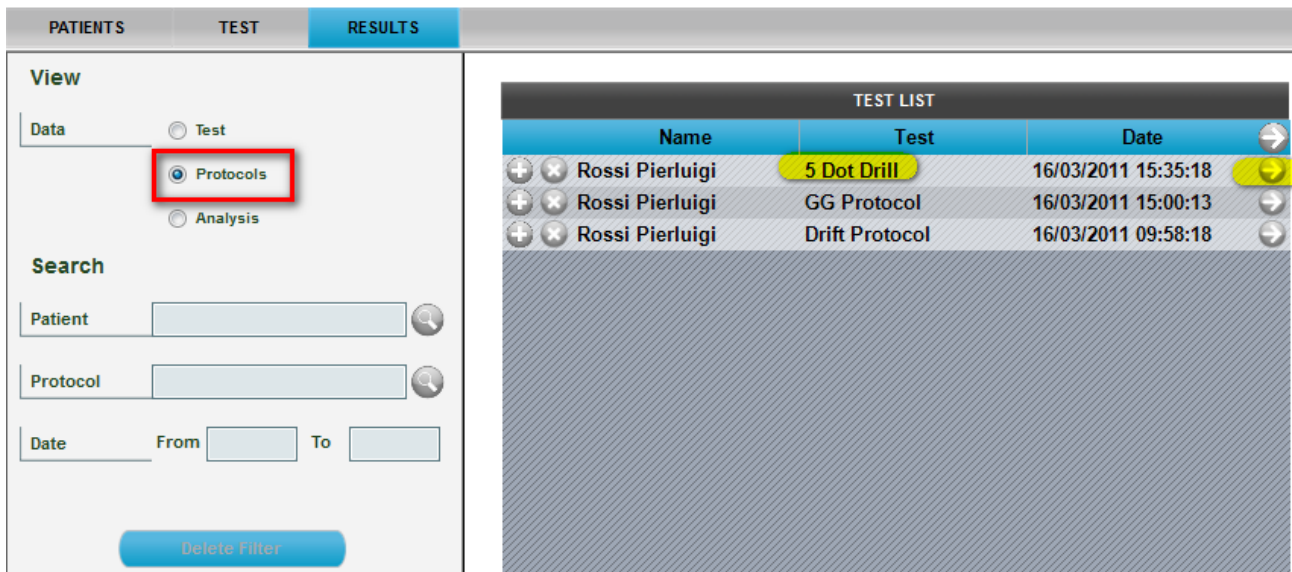 PATIENTS TEST RESULTS
View
Data Test
Protocols
Analysis
Search
Patient
Protocol
Date From To
Delete Filter
TEST LIST
Name Test Date
Rossi Pierluigi 5 Dot Drill 16/03/2011 15:35:18
Rossi Pierluigi GG Protocol 16/03/2011 15:00:13
Rossi Pierluigi Drift Protocol 16/03/2011 09:58:18